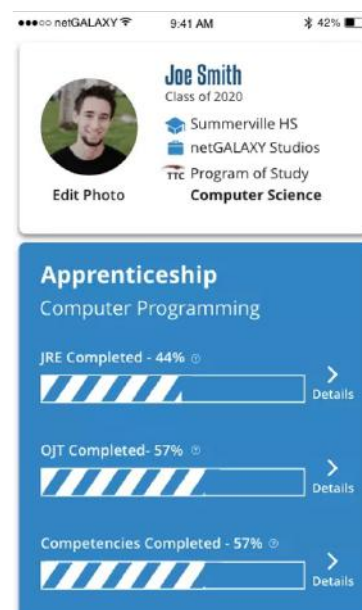 netGALAXY 9:41 AM 42%
Joe Smith
Class of 2020
Summerville HS
netGALAXY Studios
TTC Program of Study
Edit Photo Computer Science
Apprenticeship
Computer Programming
JRE Completed - 44% ?
Details
OJT Completed- 57% ?
Details
Competencies Completed - 57% ?
Details